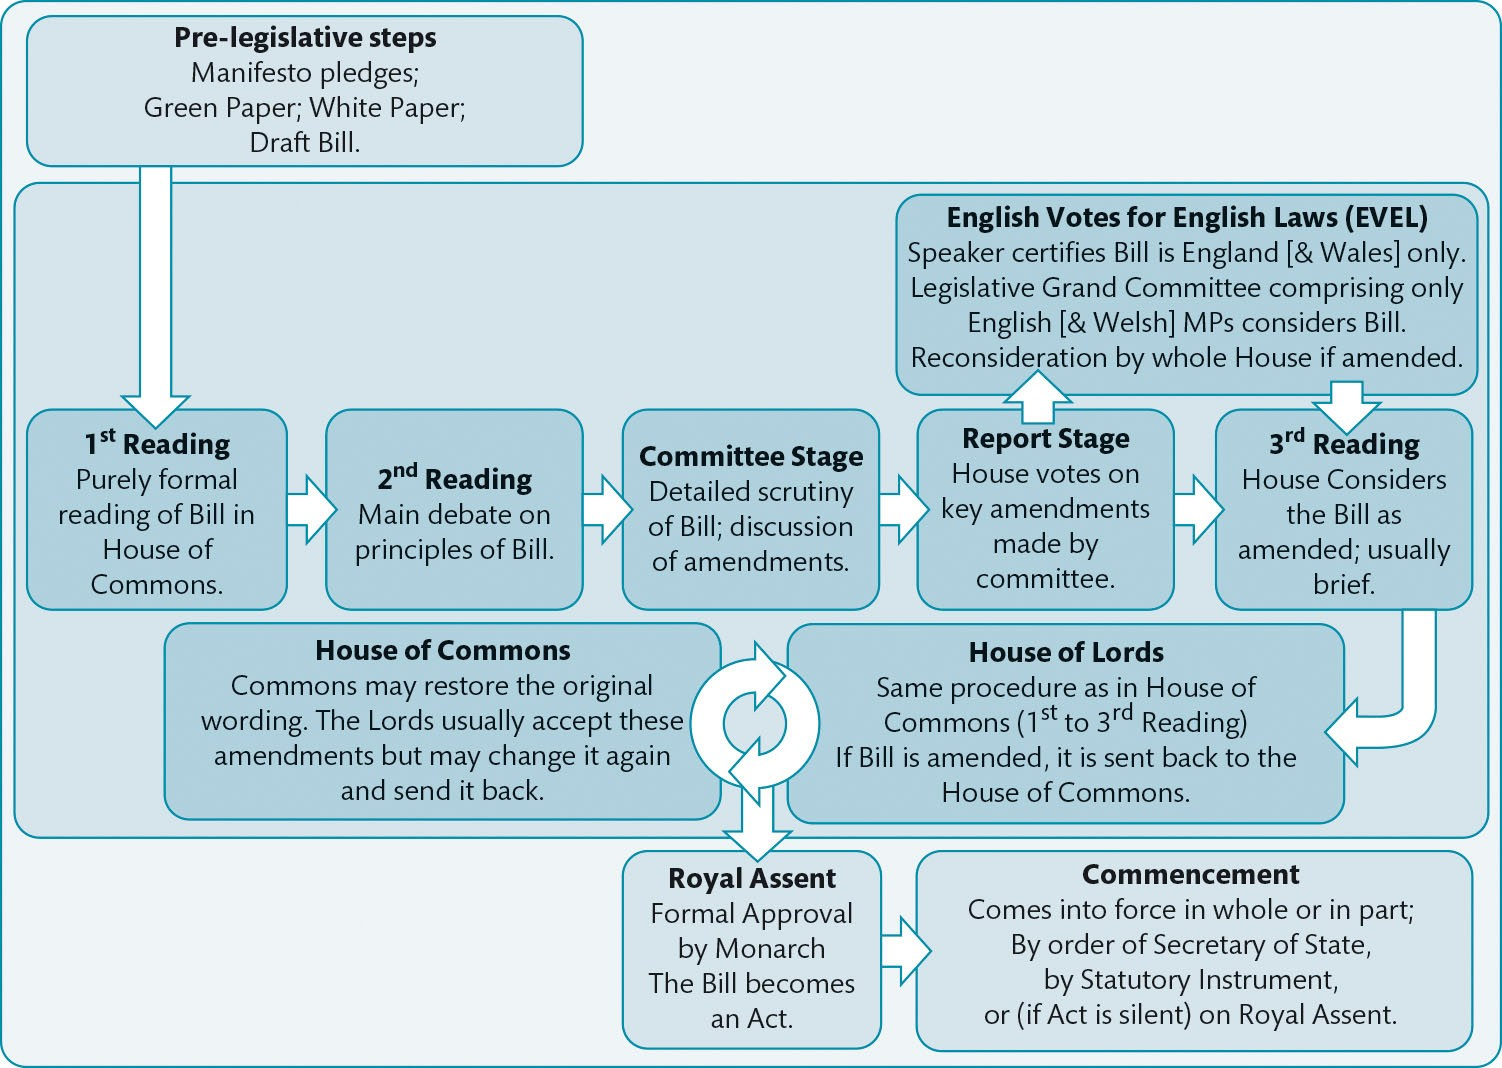 Pre-legislative steps
Manifesto pledges;
Green Paper; White Paper;
Draft Bill.
English Votes for English Laws (EVEL)
Speaker certifies Bill is England [& Wales] only.
Legislative Grand Committee comprising only
English [& Welsh] MPs considers Bill.
Reconsideration by whole House if amended.
1st Reading
Purely formal
reading of Bill in
House of
Commons.
2nd Reading
Main debate on
principles of Bill.
Committee Stage
Detailed scrutiny
of Bill; discussion
of amendments.
Report Stage
House votes on
key amendments
made by
committee.
3rd Reading
House Considers
the Bill as
amended; usually
brief.
House of Commons
Commons may restore the original
wording. The Lords usually accept these
amendments but may change it again
and send it back.
House of Lords
Same procedure as in House of
Commons (1st to 3rd Reading)
If Bill is amended, it is sent back to the
House of Commons.
Royal Assent
Formal Approval
by Monarch
The Bill becomes
an Act.
Commencement
Comes into force in whole or in part;
By order of Secretary of State,
by Statutory Instrument,
or (if Act is silent) on Royal Assent.